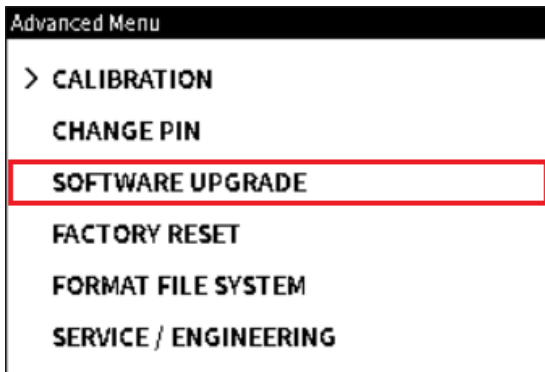 Advanced Menu
> CALIBRATION
CHANGE PIN
SOFTWARE UPGRADE
FACTORY RESET
FORMAT FILE SYSTEM
SERVICE / ENGINEERING